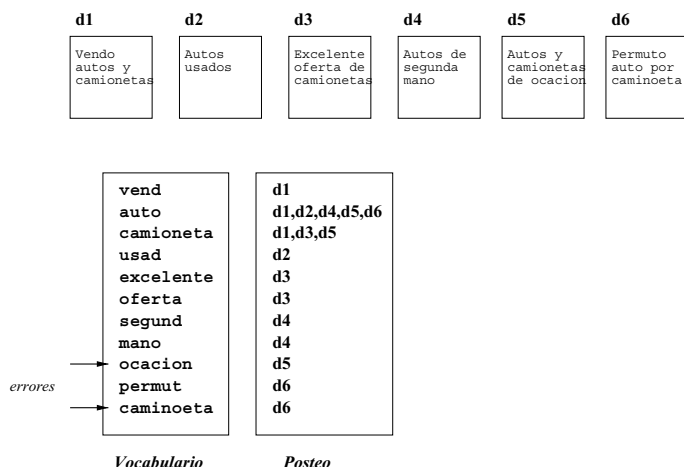 d1 d2 d3 d4 d5 d6
Vendo
autos y
camionetas
Autos
usados
Excelente
oferta de
camionetas
Autos de
segunda
mano
Autos y
camionetas
de ocacion
Permuto
auto por
caminoeta
vend d1
auto d1,d2,d4,d5,d6
camioneta d1,d3,d5
usad d2
excelente d3
oferta d3
segund d4
mano d4
ocacion d5
errores
permut d6
caminoeta d6
Vocabulario Posteo